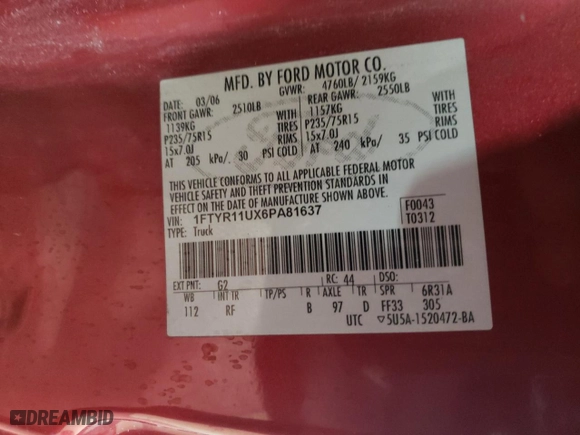 MFD. BY FORD MOTOR CO.
DATE: 03/06 GVWR: 4760LB/ 2159KG
FRONT GAWR: 2510LB REAR GAWR: 2550LB
1139KG 1157KG
P235/75R15 TIRES P235/75R15 TIRES
15x7.0J RIMS 15x7.0J RIMS
AT 205 kPa/ 30 PSI COLD AT 240 kPa/ 35 PSI COLD
THIS VEHICLE CONFORMS TO ALL APPLICABLE FEDERAL MOTOR
VEHICLE SAFETY AND THEFT PREVENTION STANDARDS IN
EFFECT ON THE DATE OF MANUFACTURE SHOWN ABOVE.
VIN: 1FTYR11UX6PA81637 F0043
TYPE: Truck T0312
EXT PNT: G2 RC: 44 DSO:
WB INT TR TP/PS R AXLE TR SPR 6R31A
112 RF B 97 D FF33 305
UTC ▽5U5A-1520472-BA
DREAMBID